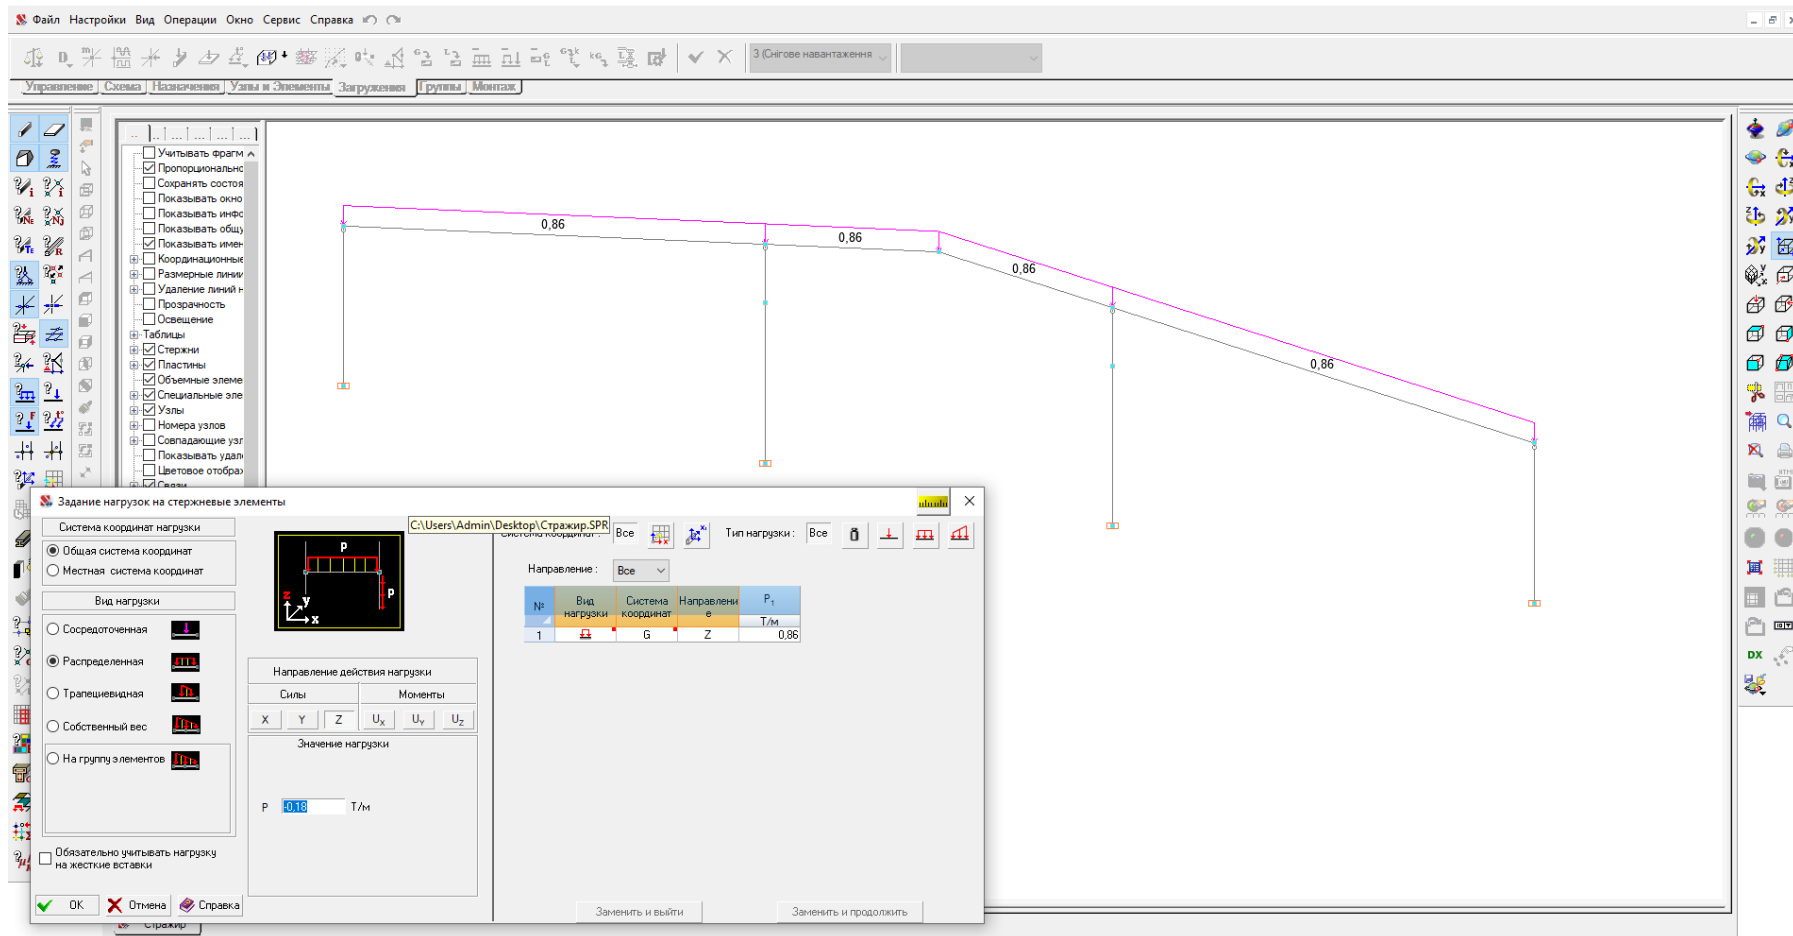 Файл Настройки Вид Операции Окно Сервис Справка
3 (Снігове навантаження
Управление Схема Назначения Узлы и Элементы Загружения Группы Монтаж
Учитывать фрагм
Пропорциональнс
Сохранять состоя
Показывать окно
Показывать инфо
Показывать общу
Показывать имен
Координационные
Размерные линии
Удаление линий н
Прозрачность
Освещение
Таблицы
Стержни
Пластины
Объемные элеме
Специальные эле
Узлы
Номера узлов
Совпадающие узл
Показывать удал
Цветовое отображ
Связи
0,86
0,86
0,86
0,86
Задание нагрузок на стержневые элементы
C:\Users\Admin\Desktop\Стражир.SPR
Система координат нагрузки
Общая система координат
Местная система координат
Вид нагрузки
Сосредоточенная
Распределенная
Трапециевидная
Собственный вес
На группу элементов
Обязательно учитывать нагрузку
на жесткие вставки
OK Отмена Справка
P
P
Z
Y
X
Направление действия нагрузки
Силы Моменты
X Y Z UX UY UZ
Значение нагрузки
P -0,18 Т/м
Система координат : Все Тип нагрузки : Все
Направление : Все
№ Вид нагрузки Система координат Направление P1
Т/м
1 G Z 0,86
Заменить и выйти Заменить и продолжить
Стражир
DX